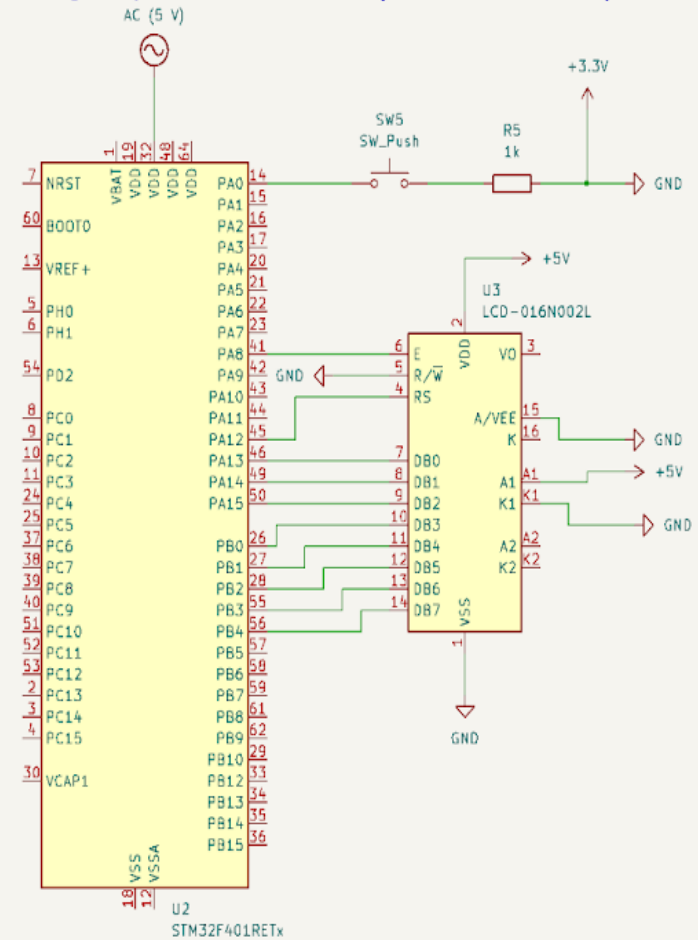 AC (5 V)
+3.3V
SW5
SW_Push
R5
1k
1
19
32
48
64
VBAT
VDD
VDD
VDD
VDD
7 NRST
PA0 14
GND
PA1 15
60 BOOT0
PA2 16
PA3 17
13 VREF+
PA4 20
+5V
PA5 21
U3
5 PH0
PA6 22
LCD-016N002L
6 PH1
PA7 23
2
VDD
PA8 41
6 E
VO 3
54 PD2
PA9 42
GND
5 R/W
PA10 43
4 RS
8 PC0
PA11 44
A/VEE 15
9 PC1
PA12 45
K 16
GND
10 PC2
PA13 46
7 DB0
11 PC3
PA14 49
8 DB1
A1 A1
+5V
24 PC4
PA15 50
9 DB2
K1 K1
25 PC5
10 DB3
GND
37 PC6
PB0 26
11 DB4
A2 A2
38 PC7
PB1 27
12 DB5
K2 K2
39 PC8
PB2 28
13 DB6
40 PC9
PB3 55
14 DB7
51 PC10
PB4 56
VSS
1
52 PC11
PB5 57
53 PC12
PB6 58
2 PC13
PB7 59
3 PC14
PB8 61
4 PC15
PB9 62
GND
PB10 29
30 VCAP1
PB12 33
PB13 34
PB14 35
PB15 36
VSS
VSSA
18
12
U2
STM32F401RETx